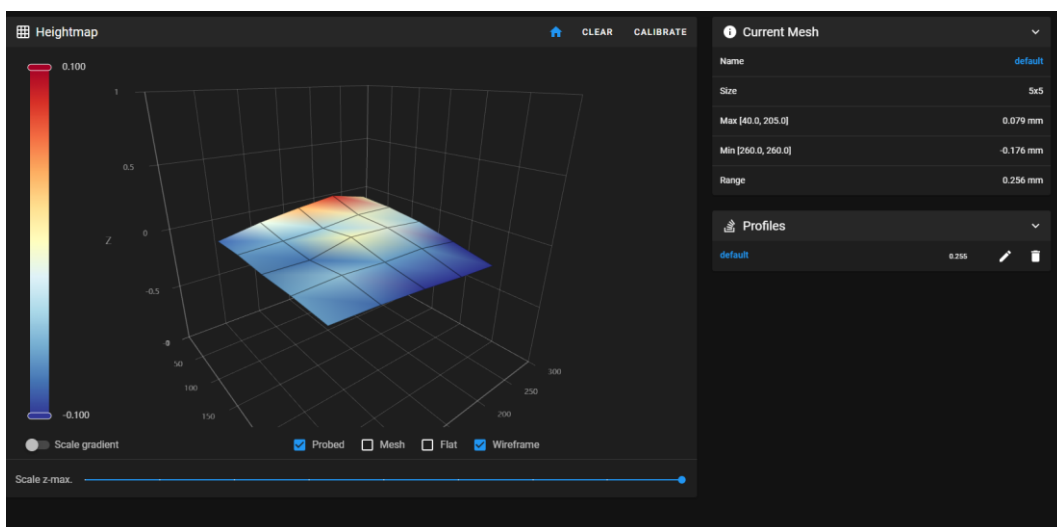 Heightmap
CLEAR
CALIBRATE
0.100
-0.100
1
0.5
0
-0.5
Z
50
100
150
200
250
300
Scale gradient
Probed
Mesh
Flat
Wireframe
Scale z-max.
Current Mesh
Name default
Size 5x5
Max [40.0, 205.0] 0.079 mm
Min [260.0, 260.0] -0.176 mm
Range 0.256 mm
Profiles
default 0.255